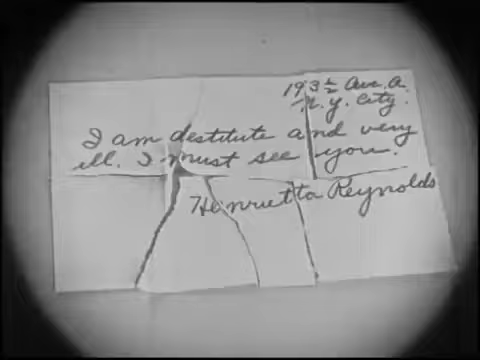 193½ Ave. A.
N. Y. City.
I am destitute and very
ill. I must see you.
Henrietta Reynolds